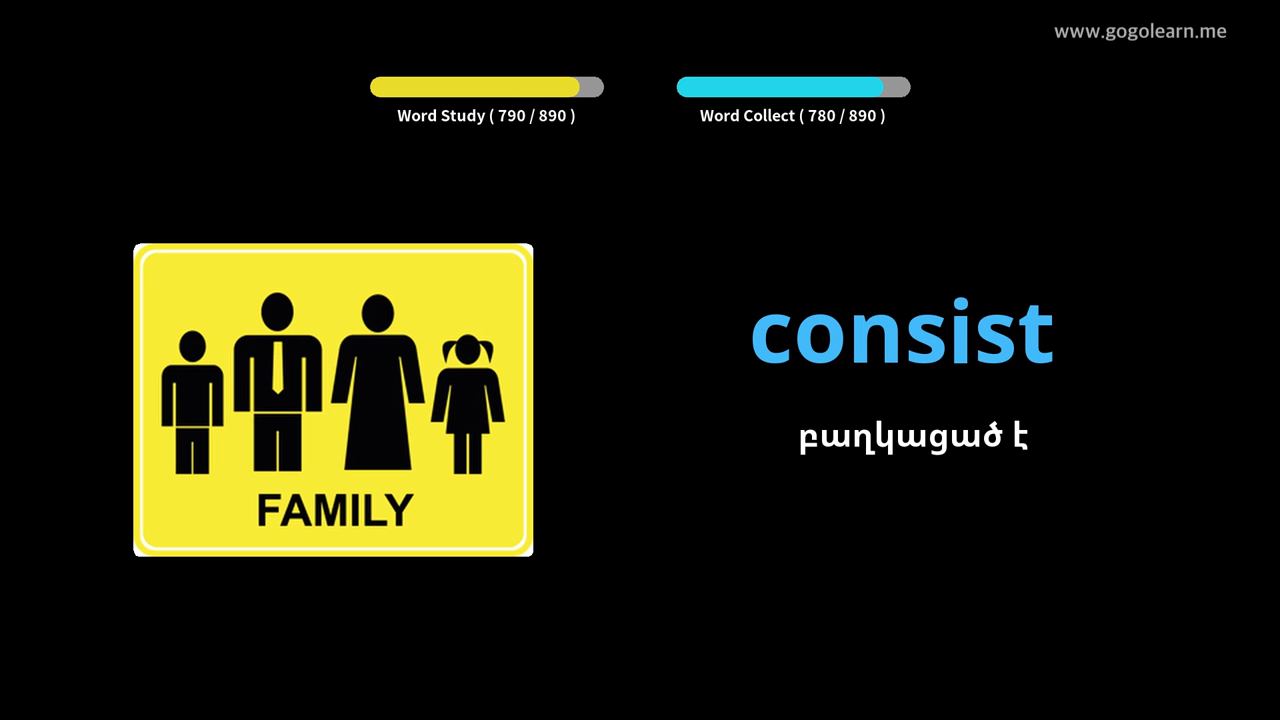 www.gogolearn.me
Word Study ( 790 / 890 )
Word Collect ( 780 / 890 )
consist
բաղկացած է
FAMILY